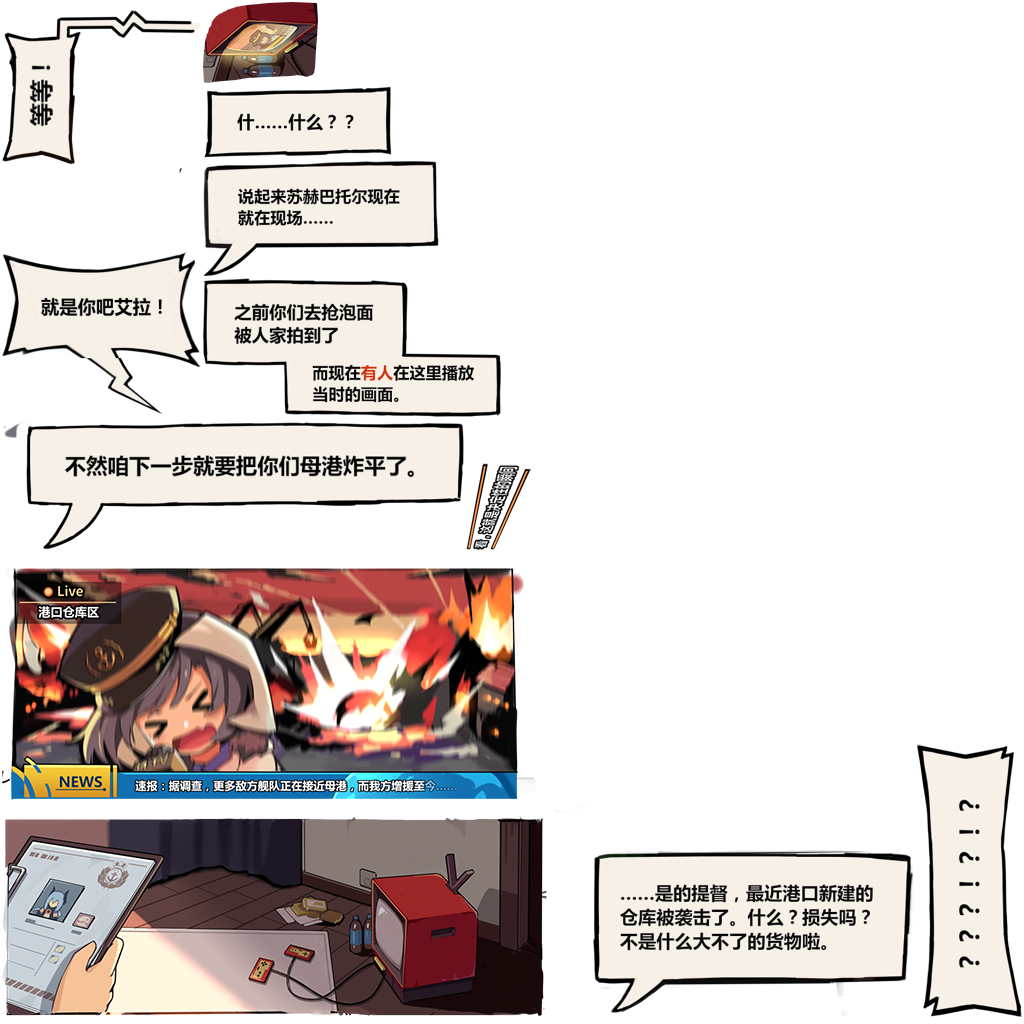 等等！
什……什么？？
说起来苏赫巴托尔现在
就在现场……
就是你吧艾拉！
之前你们去抢泡面
被人家拍到了
而现在有人在这里播放
当时的画面。
不然咱下一步就要把你们母港炸平了。
Live
港口仓库区
NEWS
速报：据调查，更多敌方舰队正在接近母港，而我方增援至今……
……是的提督，最近港口新建的
仓库被袭击了。什么？损失吗？
不是什么大不了的货物啦。
？！？！？？？